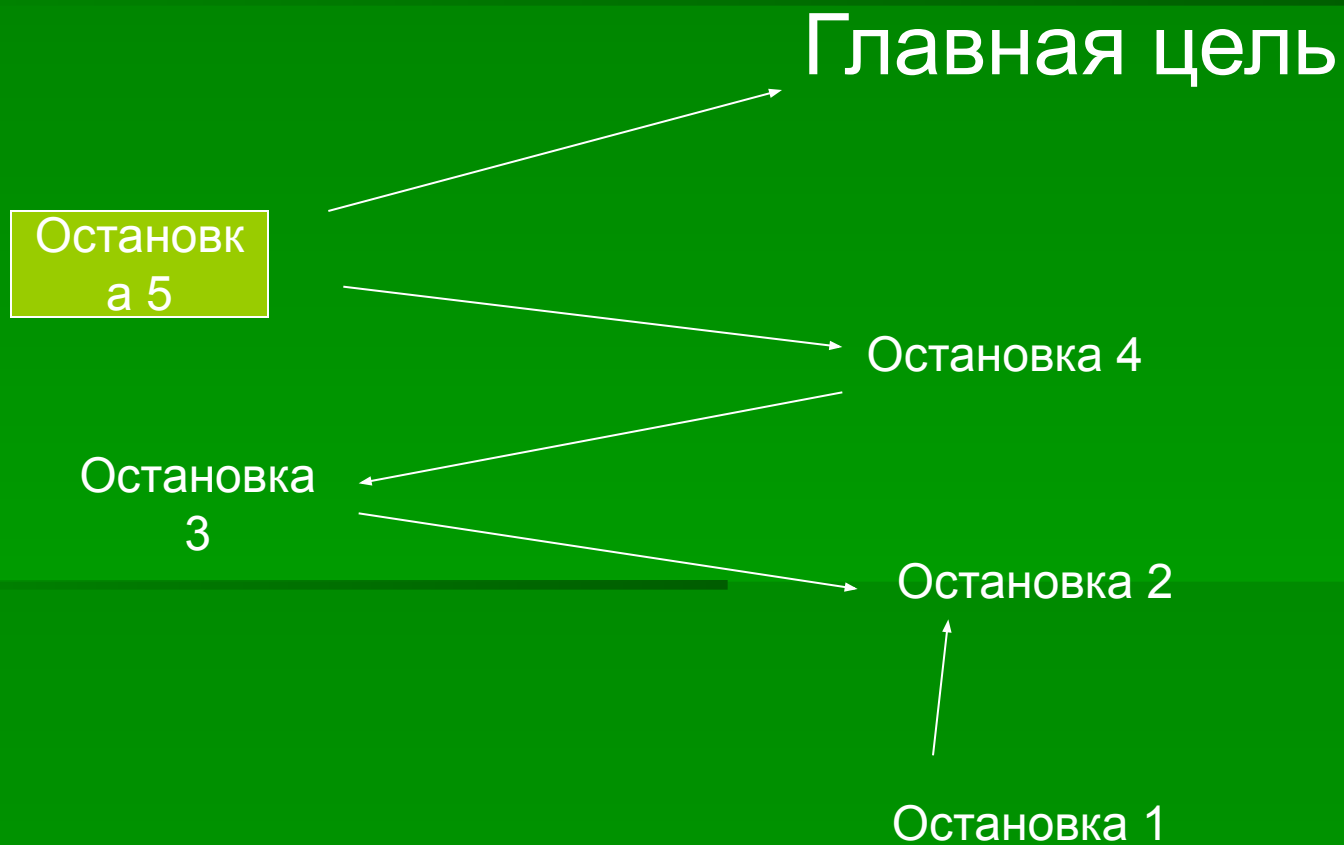 Главная цель
Остановк
а 5
Остановка 4
Остановка
3
Остановка 2
Остановка 1